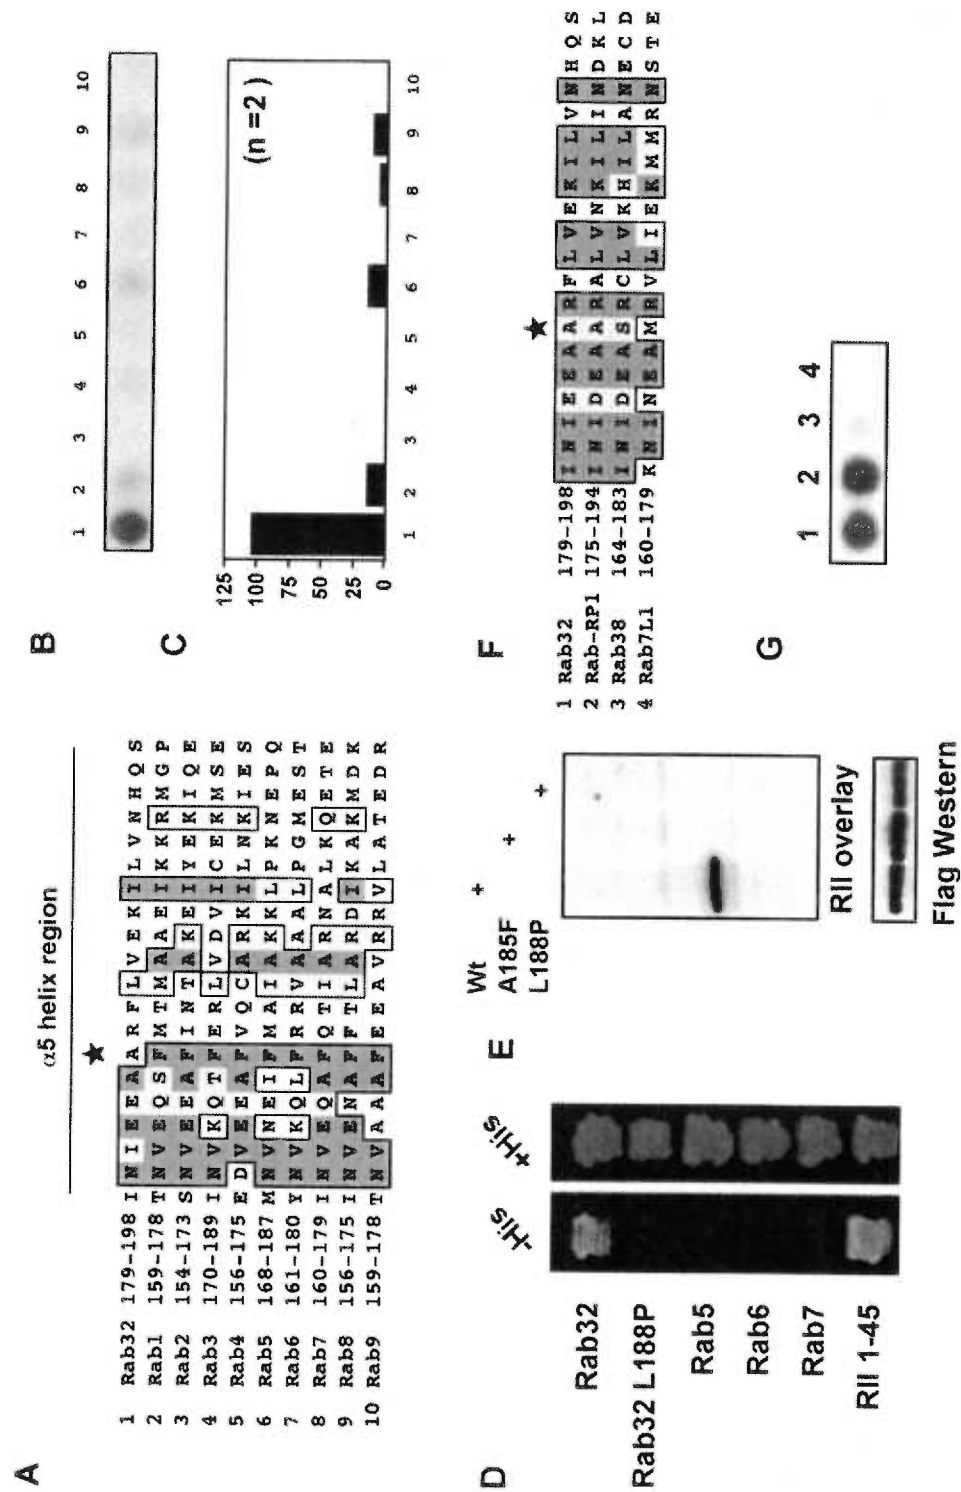 A
α5 helix region
★
1 Rab32 179-198 I N I E E A A R F L V E K I L V N H Q S
2 Rab1 159-178 T N V E Q S F M T M A A E I K K R M G P
3 Rab2 154-173 S N V E E A F I N T A K E I Y E K I Q E
4 Rab3 170-189 I N V K Q T F E R L V D V I C E K M S E
5 Rab4 156-175 E D V E E A F V Q C A R K I L N K I E S
6 Rab5 168-187 M N V N E I F M A I A K K L P K N E P Q
7 Rab6 161-180 Y N V K Q L F R R V A A A L P G M E S T
8 Rab7 160-179 I N V E Q A F Q T I A R N A L K Q E T E
9 Rab8 156-175 I N V E N A F F T L A R D I K A K M D K
10 Rab9 159-178 T N V A A A F E E A V R R V L A T E D R
B
1 2 3 4 5 6 7 8 9 10
C
(n =2 )
125
100
75
50
25
0
1 2 3 4 5 6 7 8 9 10
D
-His +His
Rab32
Rab32 L188P
Rab5
Rab6
Rab7
RII 1-45
E
Wt +
A185F +
L188P +
RII overlay
Flag Western
F
★
1 Rab32 179-198 I N I E E A A R F L V E K I L V N H Q S
2 Rab-RP1 175-194 I N I D E A A R A L V N K I L I N D K L
3 Rab38 164-183 I N I D E A S R C L V K H I L A N E C D
4 Rab7L1 160-179 K N I N E A M R V L I E K M M R N S T E
G
1 2 3 4